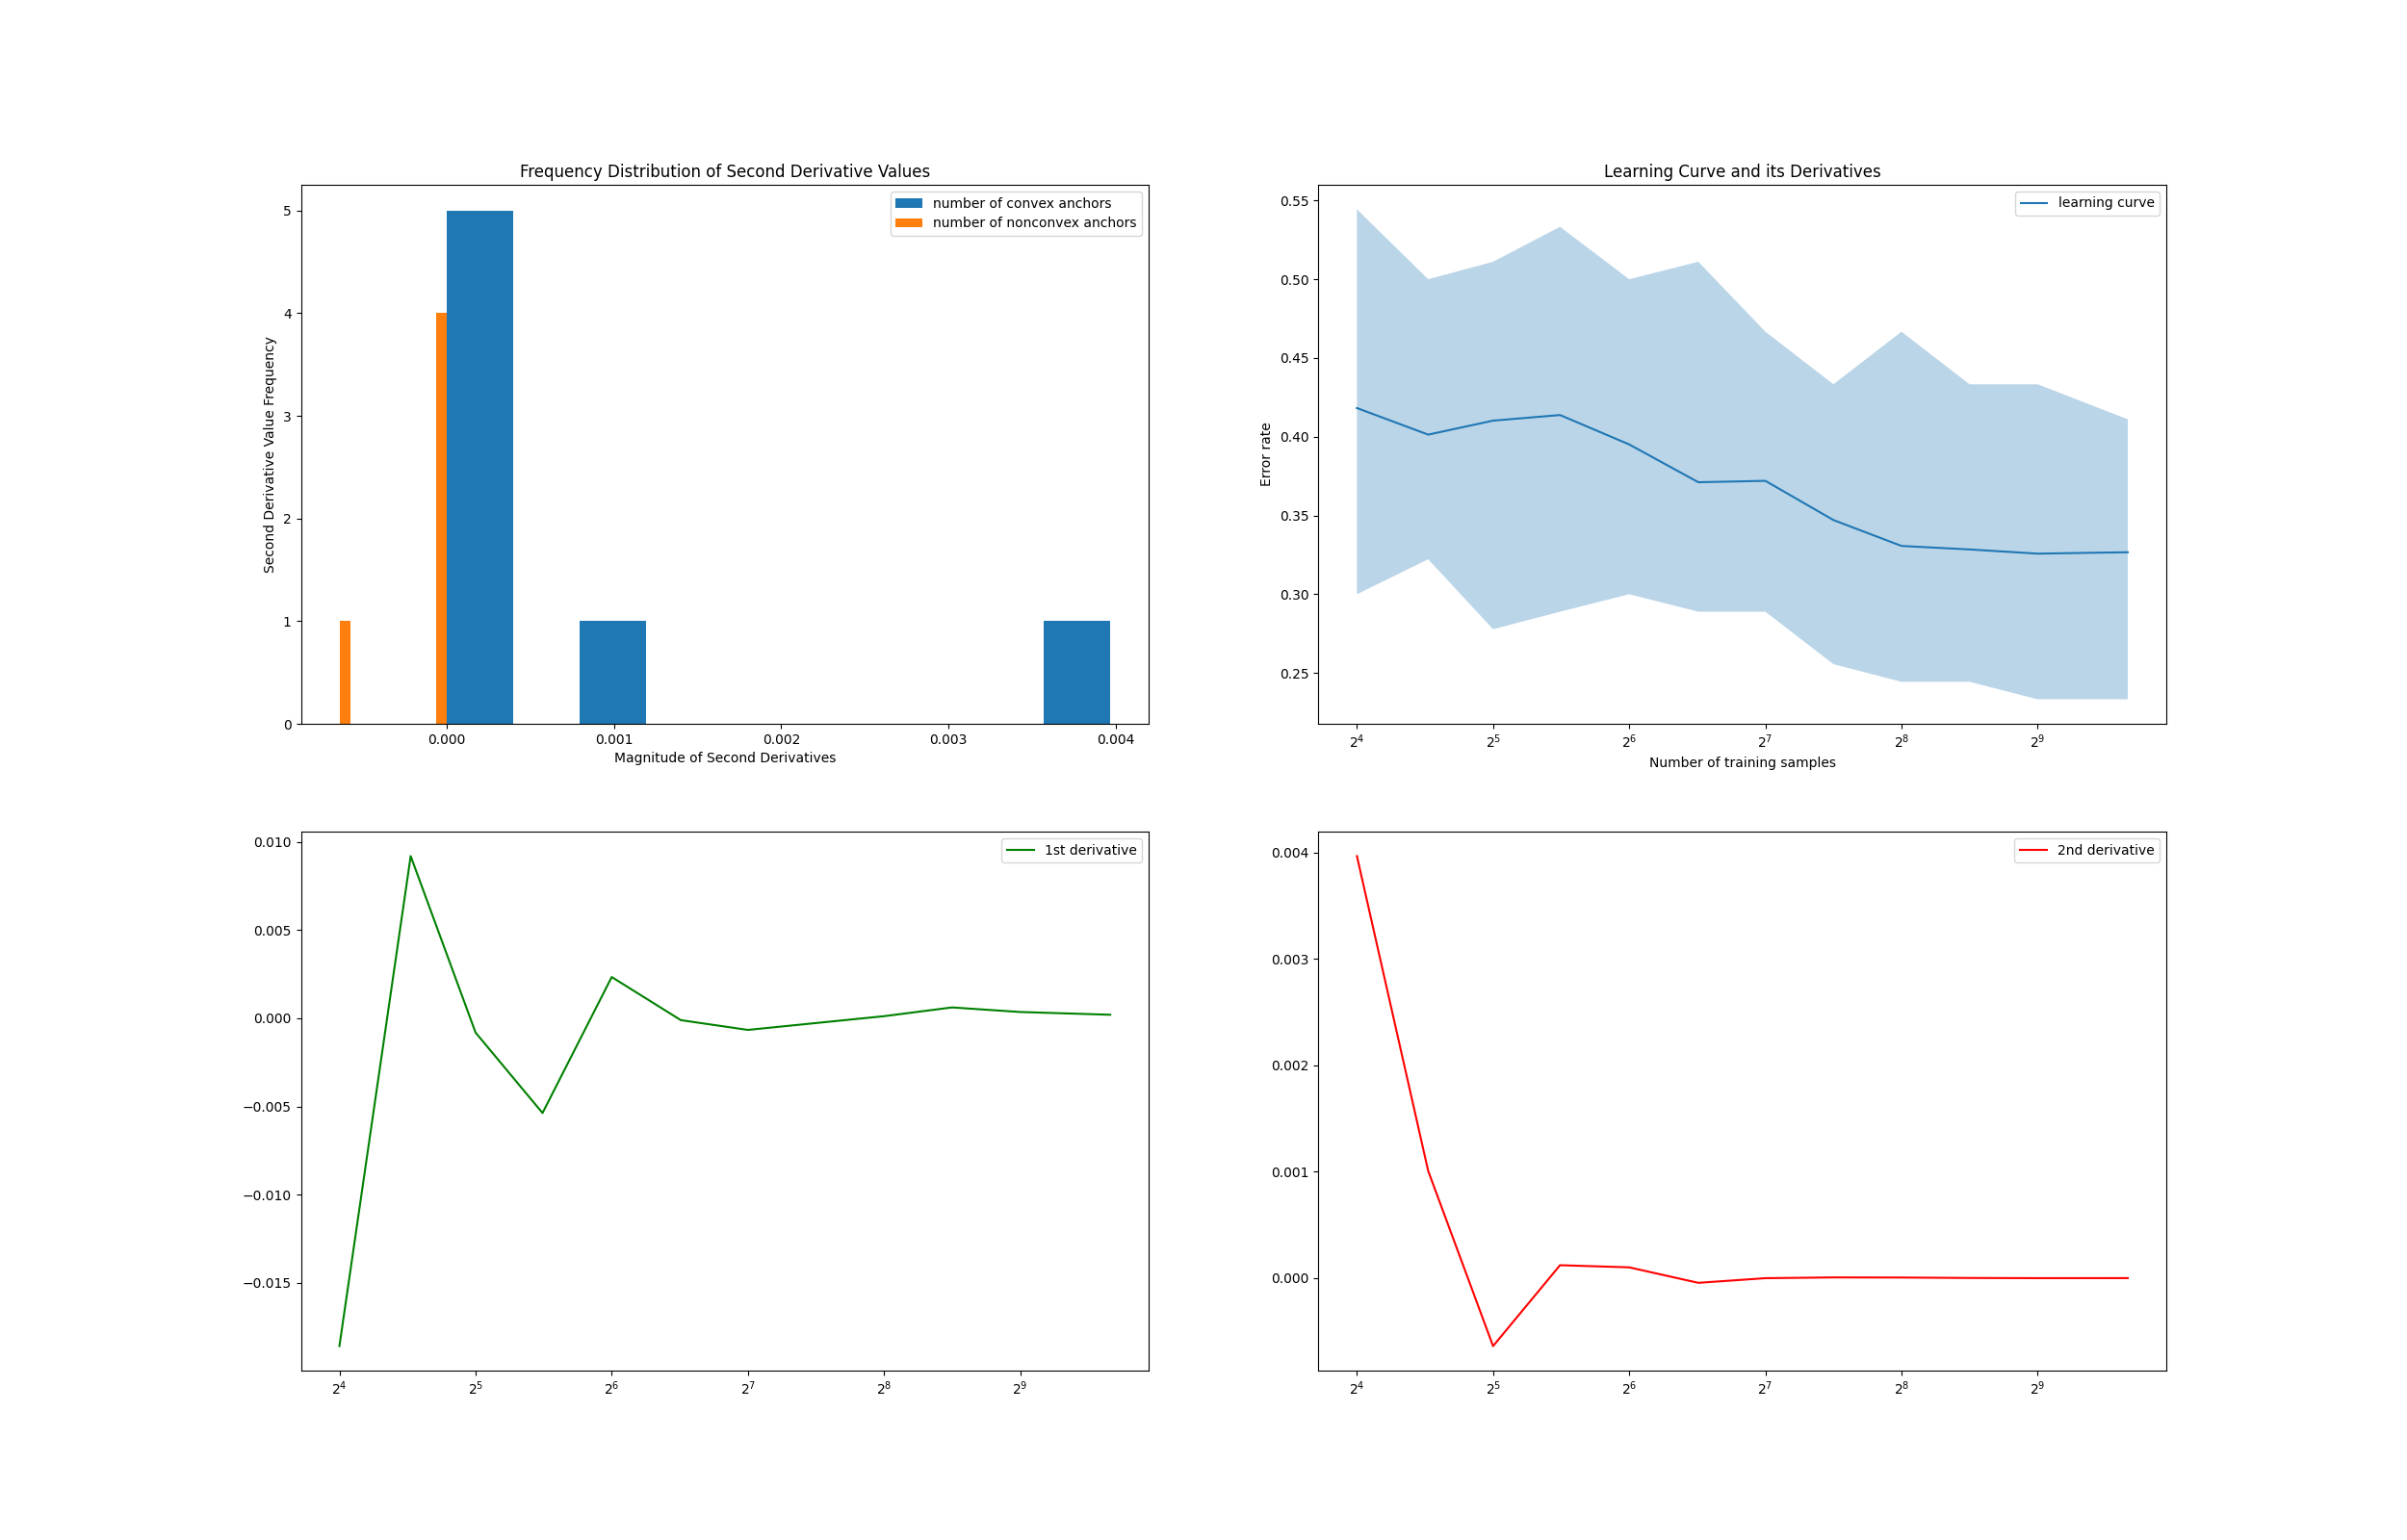 Frequency Distribution of Second Derivative Values
number of convex anchors
number of nonconvex anchors
Second Derivative Value Frequency
5
4
3
2
1
0
0.000 0.001 0.002 0.003 0.004
Magnitude of Second Derivatives
Learning Curve and its Derivatives
learning curve
Error rate
0.55
0.50
0.45
0.40
0.35
0.30
0.25
2⁴ 2⁵ 2⁶ 2⁷ 2⁸ 2⁹
Number of training samples
1st derivative
0.010
0.005
0.000
−0.005
−0.010
−0.015
2⁴ 2⁵ 2⁶ 2⁷ 2⁸ 2⁹
2nd derivative
0.004
0.003
0.002
0.001
0.000
2⁴ 2⁵ 2⁶ 2⁷ 2⁸ 2⁹